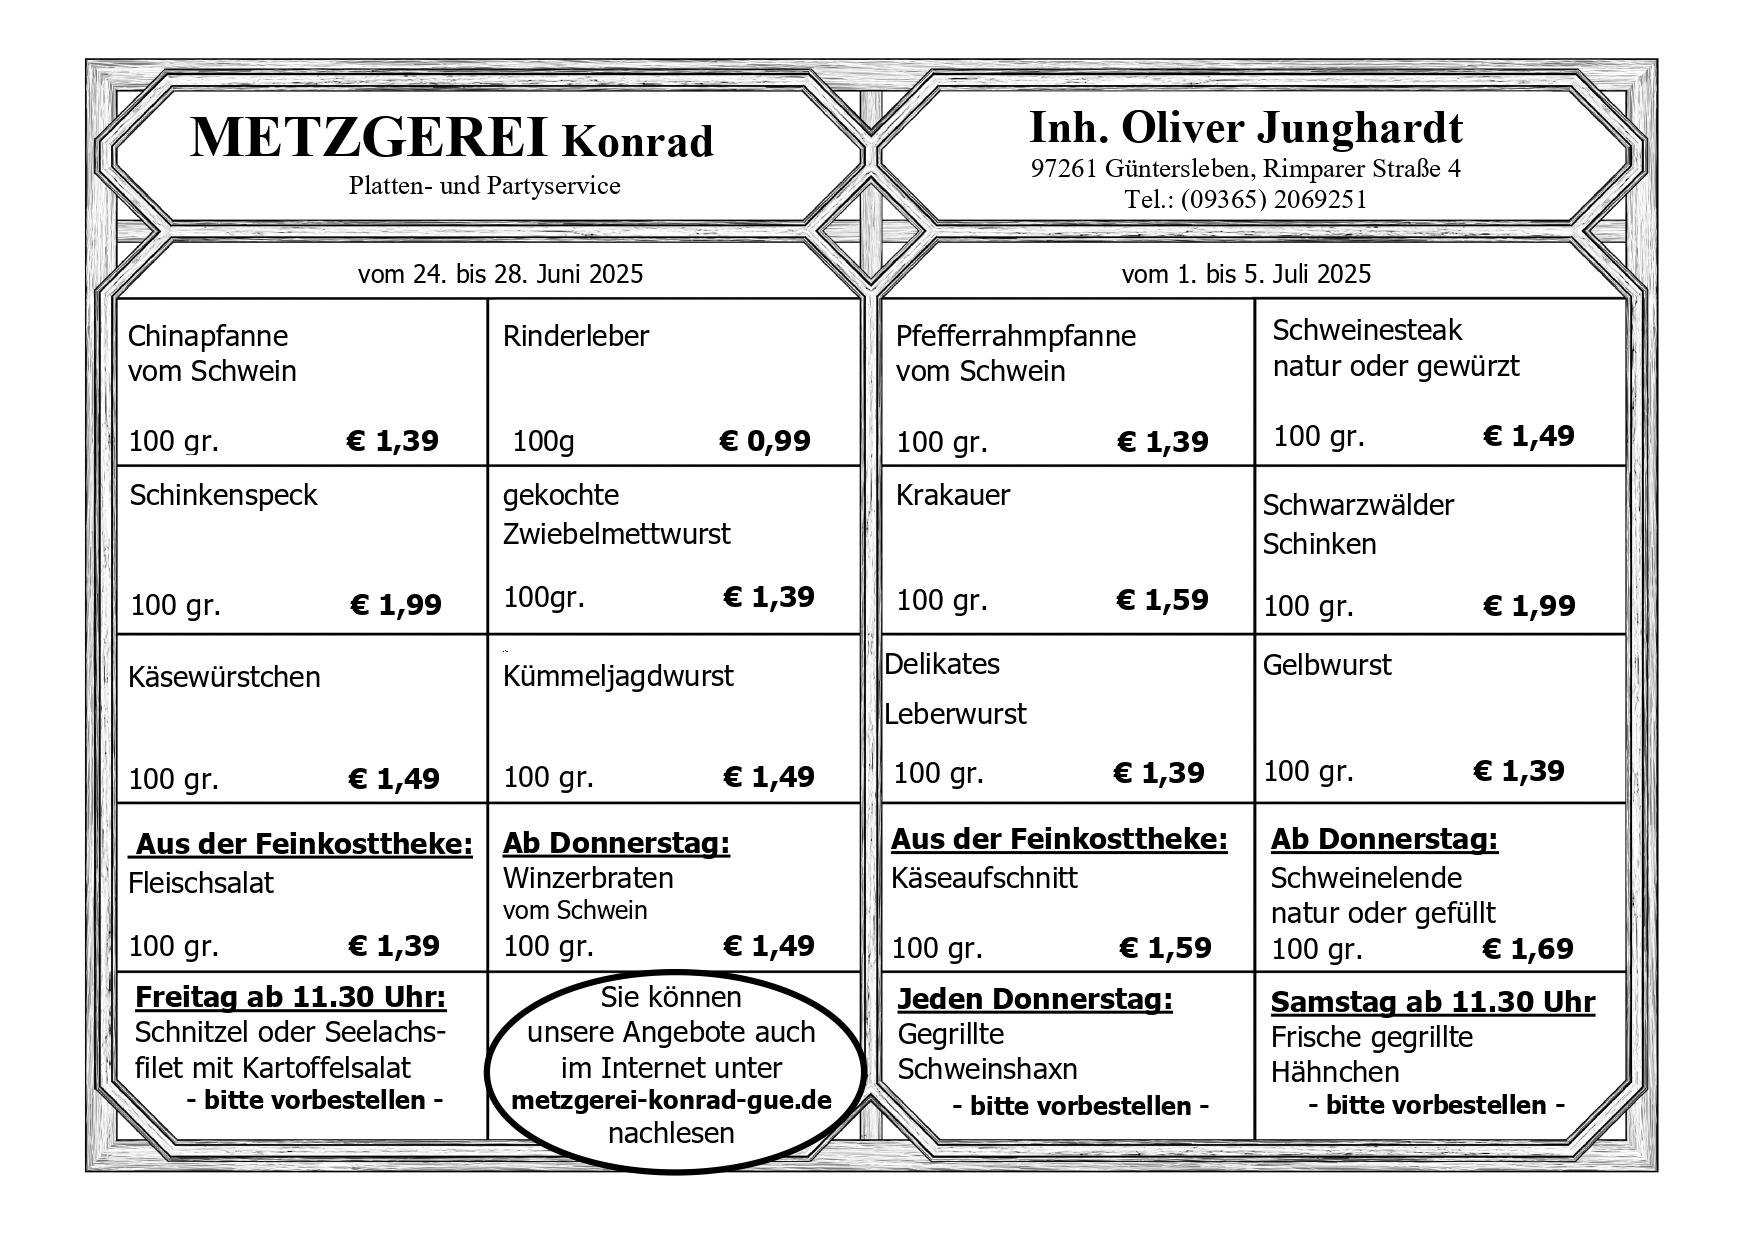 METZGEREI Konrad
Platten- und Partyservice
Inh. Oliver Junghardt
97261 Güntersleben, Rimparer Straße 4
Tel.: (09365) 2069251
vom 24. bis 28. Juni 2025
Chinapfanne
vom Schwein
100 gr. € 1,39
Rinderleber
100g € 0,99
Schinkenspeck
100 gr. € 1,99
gekochte
Zwiebelmettwurst
100gr. € 1,39
Käsewürstchen
100 gr. € 1,49
Kümmeljagdwurst
100 gr. € 1,49
Aus der Feinkosttheke:
Fleischsalat
100 gr. € 1,39
Ab Donnerstag:
Winzerbraten
vom Schwein
100 gr. € 1,49
Freitag ab 11.30 Uhr:
Schnitzel oder Seelachs-
filet mit Kartoffelsalat
- bitte vorbestellen -
Sie können
unsere Angebote auch
im Internet unter
metzgerei-konrad-gue.de
nachlesen
vom 1. bis 5. Juli 2025
Pfefferrahmpfanne
vom Schwein
100 gr. € 1,39
Schweinesteak
natur oder gewürzt
100 gr. € 1,49
Krakauer
100 gr. € 1,59
Schwarzwälder
Schinken
100 gr. € 1,99
Delikates
Leberwurst
100 gr. € 1,39
Gelbwurst
100 gr. € 1,39
Aus der Feinkosttheke:
Käseaufschnitt
100 gr. € 1,59
Ab Donnerstag:
Schweinelende
natur oder gefüllt
100 gr. € 1,69
Jeden Donnerstag:
Gegrillte
Schweinshaxn
- bitte vorbestellen -
Samstag ab 11.30 Uhr
Frische gegrillte
Hähnchen
- bitte vorbestellen -